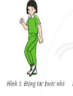 Hình 3. Động tác bước nhỏ